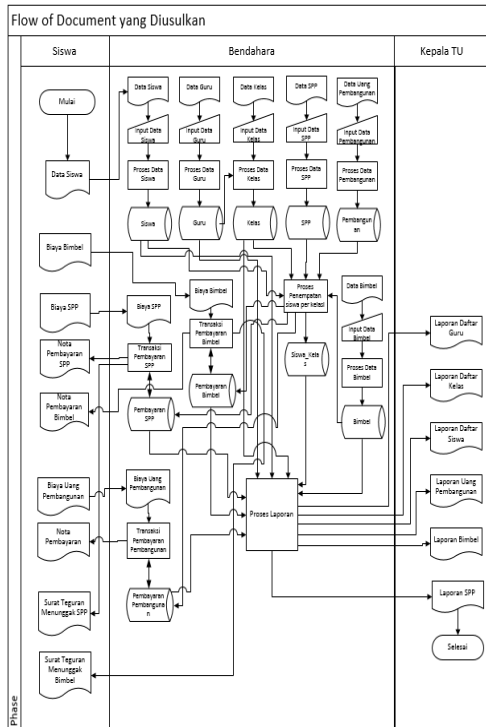 Flow of Document yang Diusulkan
Siswa
Bendahara
Kepala TU
Mulai
Data Siswa
Biaya Bimbel
Biaya SPP
Nota
Pembayaran
SPP
Nota
Pembayaran
Bimbel
Biaya Uang
Pembangunan
Nota
Pembayaran
Surat Teguran
Menunggak SPP
Surat Teguran
Menunggak
Bimbel
Data Siswa
Data Guru
Data Kelas
Data SPP
Data Uang
Pembangunan
Input Data
Siswa
Input Data
Guru
Input Data
Kelas
Input Data
SPP
Input Data
Pembangunan
Proses Data
Siswa
Proses Data
Guru
Proses Data
Kelas
Proses Data
SPP
Proses Data
Pembangunan
Siswa
Guru
Kelas
SPP
Pembangun
an
Biaya SPP
Transaksi
Pembayaran
SPP
Pembayaran
SPP
Biaya Bimbel
Transaksi
Pembayaran
Bimbel
Pembayaran
Bimbel
Proses
Penempatan
siswa per kelasi
Siswa_Kela
s
Data Bimbel
Input Data
Bimbel
Proses Data
Bimbel
Bimbel
Biaya Uang
Pembangunan
Transaksi
Pembayaran
Pembangunan
Pembayaran
Pembanguna
n
Proses Laporan
Laporan Daftar
Guru
Laporan Daftar
Kelas
Laporan Daftar
Siswa
Laporan Uang
Pembangunan
Laporan Bimbel
Laporan SPP
Selesai
Phase